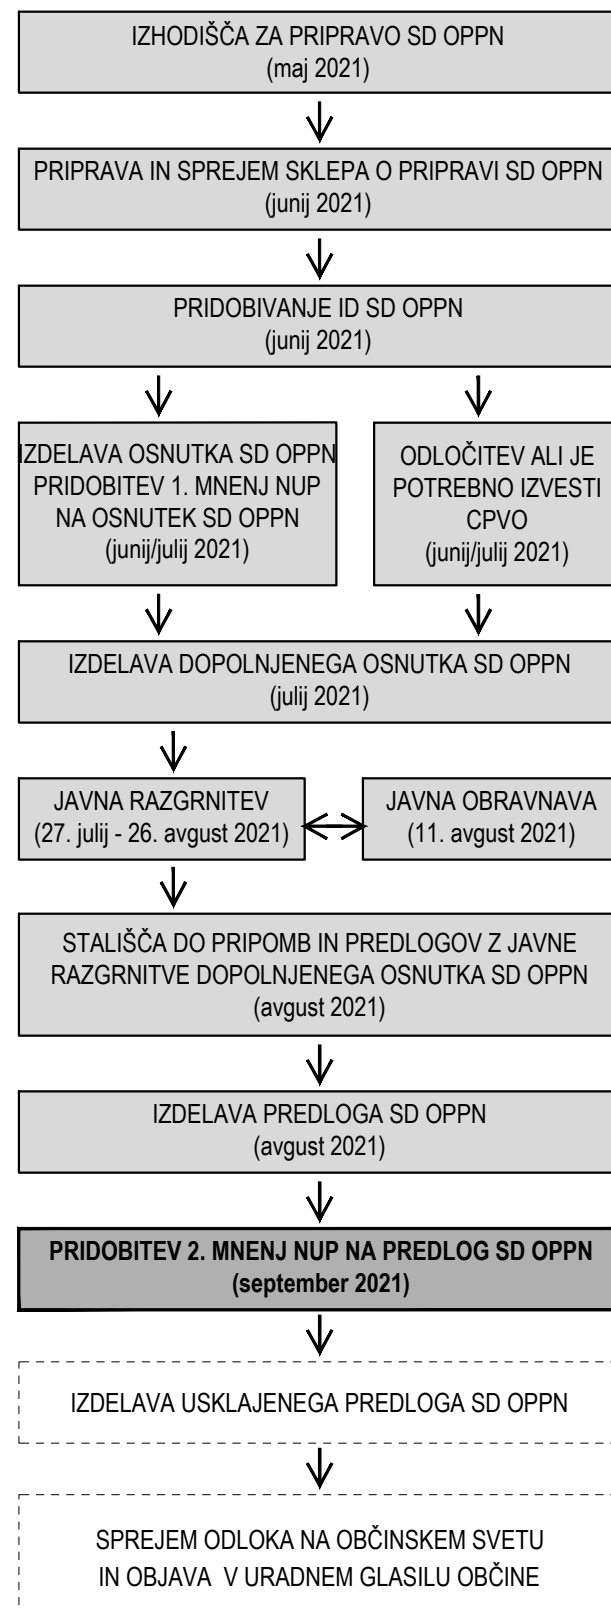 IZHODIŠČA ZA PRIPRAVO SD OPPN
(maj 2021)
PRIPRAVA IN SPREJEM SKLEPA O PRIPRAVI SD OPPN
(junij 2021)
PRIDOBIVANJE ID SD OPPN
(junij 2021)
IZDELAVA OSNUTKA SD OPPN
PRIDOBITEV 1. MNENJ NUP
NA OSNUTEK SD OPPN
(junij/julij 2021)
ODLOČITEV ALI JE
POTREBNO IZVESTI
CPVO
(junij/julij 2021)
IZDELAVA DOPOLNJENEGA OSNUTKA SD OPPN
(julij 2021)
JAVNA RAZGRNITEV
(27. julij - 26. avgust 2021)
JAVNA OBRAVNAVA
(11. avgust 2021)
STALIŠČA DO PRIPOMB IN PREDLOGOV Z JAVNE
RAZGRNITVE DOPOLNJENEGA OSNUTKA SD OPPN
(avgust 2021)
IZDELAVA PREDLOGA SD OPPN
(avgust 2021)
PRIDOBITEV 2. MNENJ NUP NA PREDLOG SD OPPN
(september 2021)
IZDELAVA USKLAJENEGA PREDLOGA SD OPPN
SPREJEM ODLOKA NA OBČINSKEM SVETU
IN OBJAVA V URADNEM GLASILU OBČINE